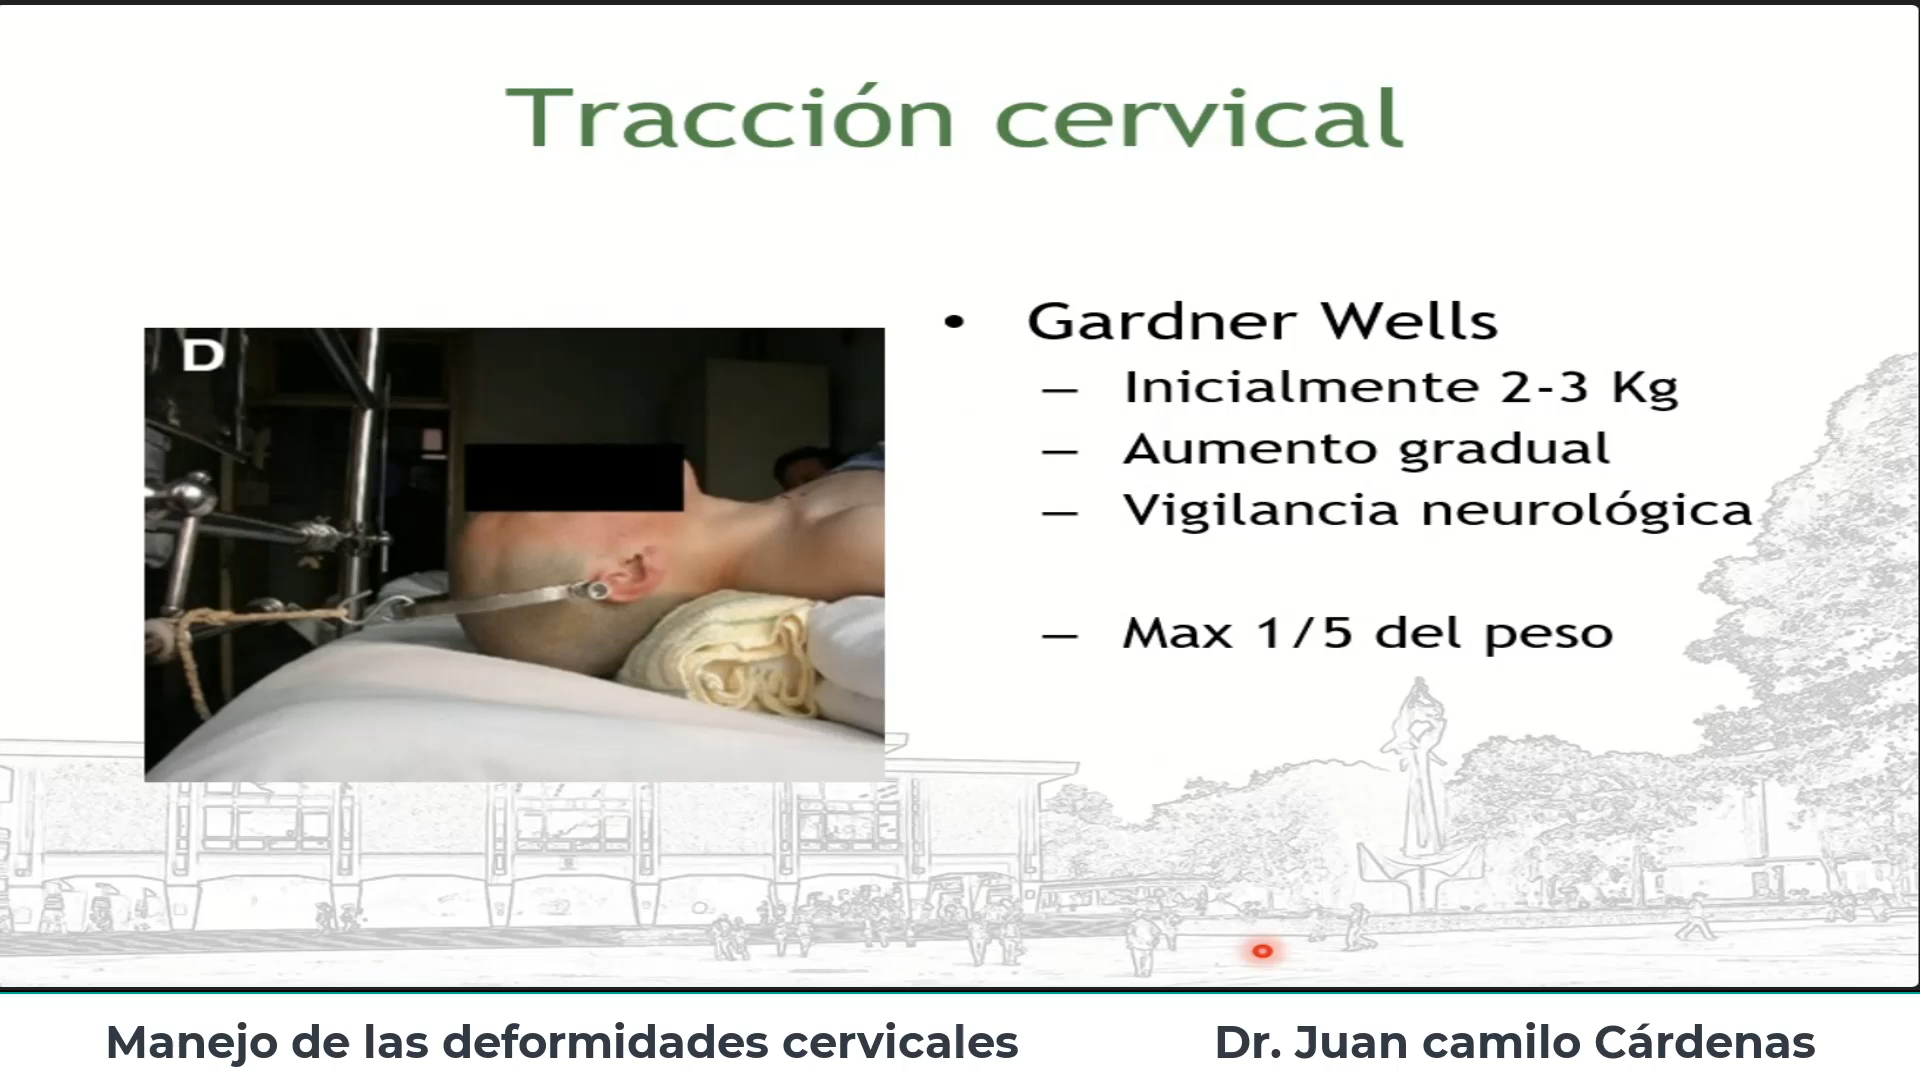 Tracción cervical
D
• Gardner Wells
– Inicialmente 2-3 Kg
– Aumento gradual
– Vigilancia neurológica
– Max 1/5 del peso
Manejo de las deformidades cervicales
Dr. Juan camilo Cárdenas